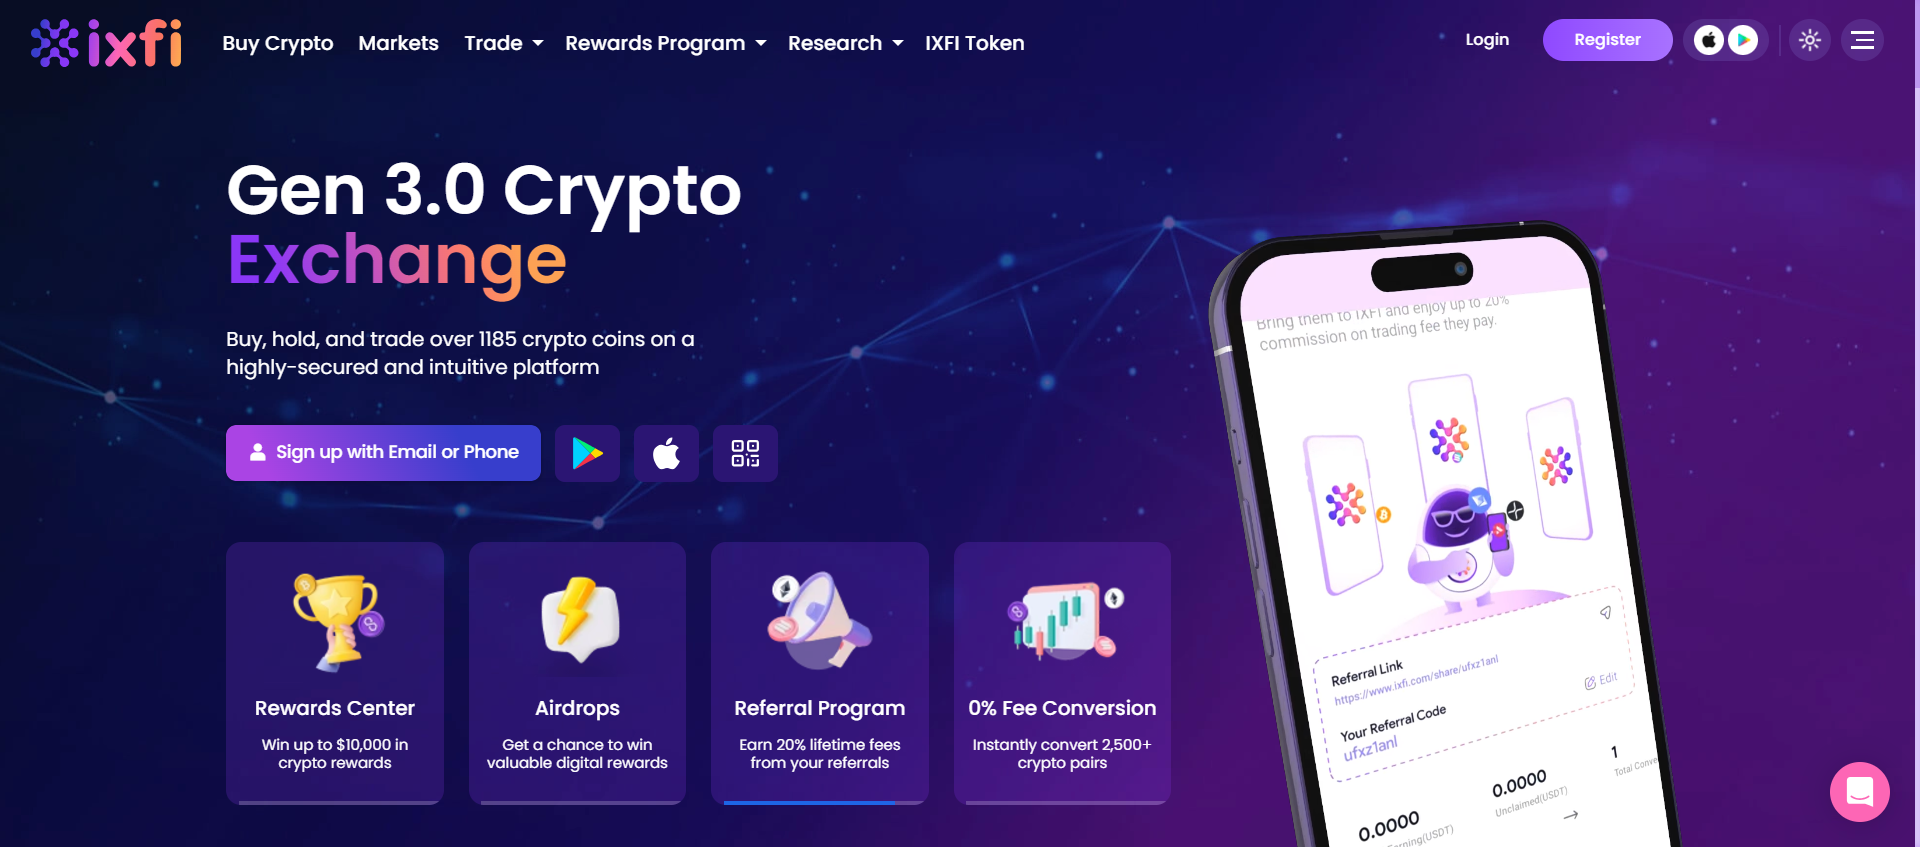 ixfi
Buy Crypto
Markets
Trade
Rewards Program
Research
IXFI Token
Login
Register
Gen 3.0 Crypto
Exchange
Buy, hold, and trade over 1185 crypto coins on a
highly-secured and intuitive platform
Sign up with Email or Phone
Rewards Center
Win up to $10,000 in
crypto rewards
Airdrops
Get a chance to win
valuable digital rewards
Referral Program
Earn 20% lifetime fees
from your referrals
0% Fee Conversion
Instantly convert 2,500+
crypto pairs
Bring them to IXFI and enjoy up to 20%
commission on trading fee they pay.
Referral Link
https://www.ixfi.com/share/ufxz1anl
Edit
Your Referral Code
ufxz1anl
0.0000
0.0000
Unclaimed(USDT)
1
Total